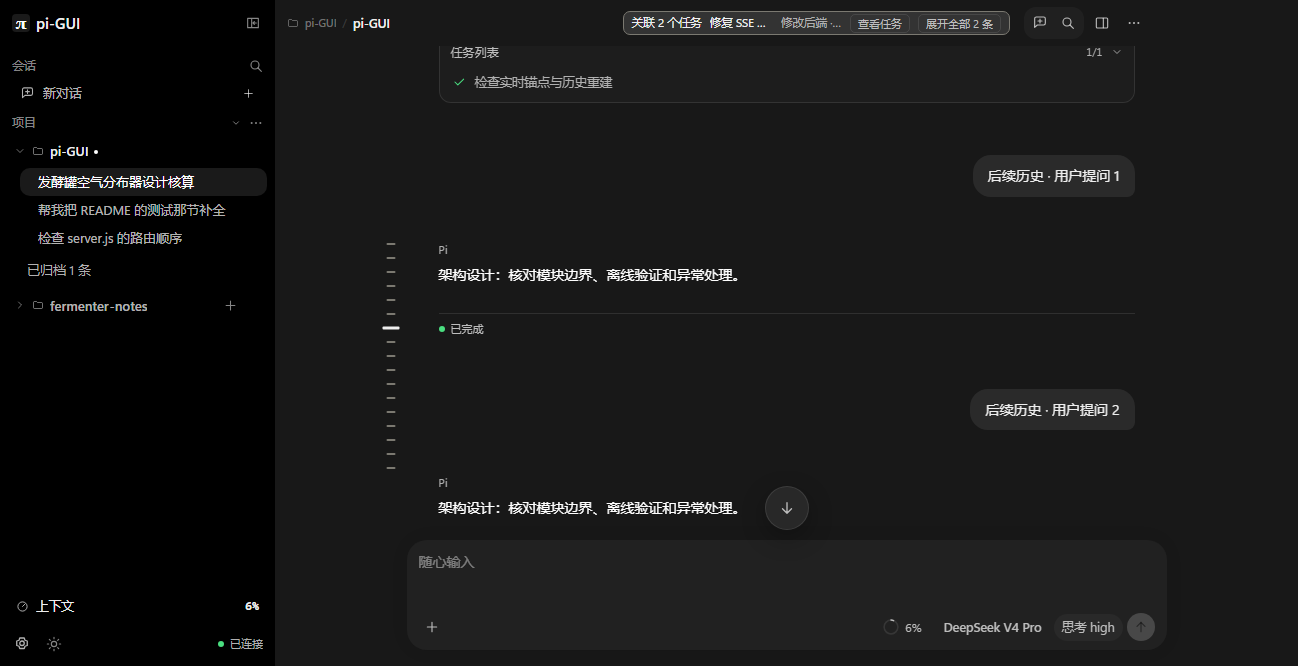 π pi-GUI
会话
新对话
项目
pi-GUI
发酵罐空气分布器设计核算
帮我把 README 的测试那节补全
检查 server.js 的路由顺序
已归档 1 条
fermenter-notes
上下文 6%
已连接
pi-GUI / pi-GUI
关联 2 个任务 修复 SSE ... 修改后端 ·... 查看任务 展开全部 2 条
任务列表 1/1
检查实时锚点与历史重建
后续历史 · 用户提问 1
Pi
架构设计：核对模块边界、离线验证和异常处理。
已完成
后续历史 · 用户提问 2
Pi
架构设计：核对模块边界、离线验证和异常处理。
随心输入
6% DeepSeek V4 Pro 思考 high